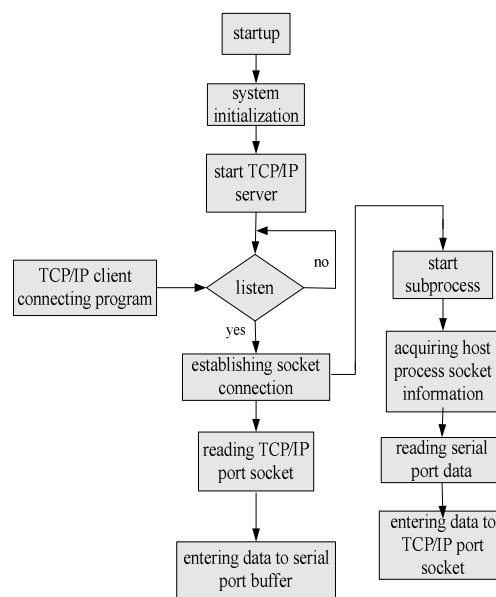 startup
system
initialization
start TCP/IP
server
no
TCP/IP client
connecting program
listen
yes
establishing socket
connection
reading TCP/IP
port socket
entering data to serial
port buffer
start
subprocess
acquiring host
process socket
information
reading serial
port data
entering data to
TCP/IP port
socket